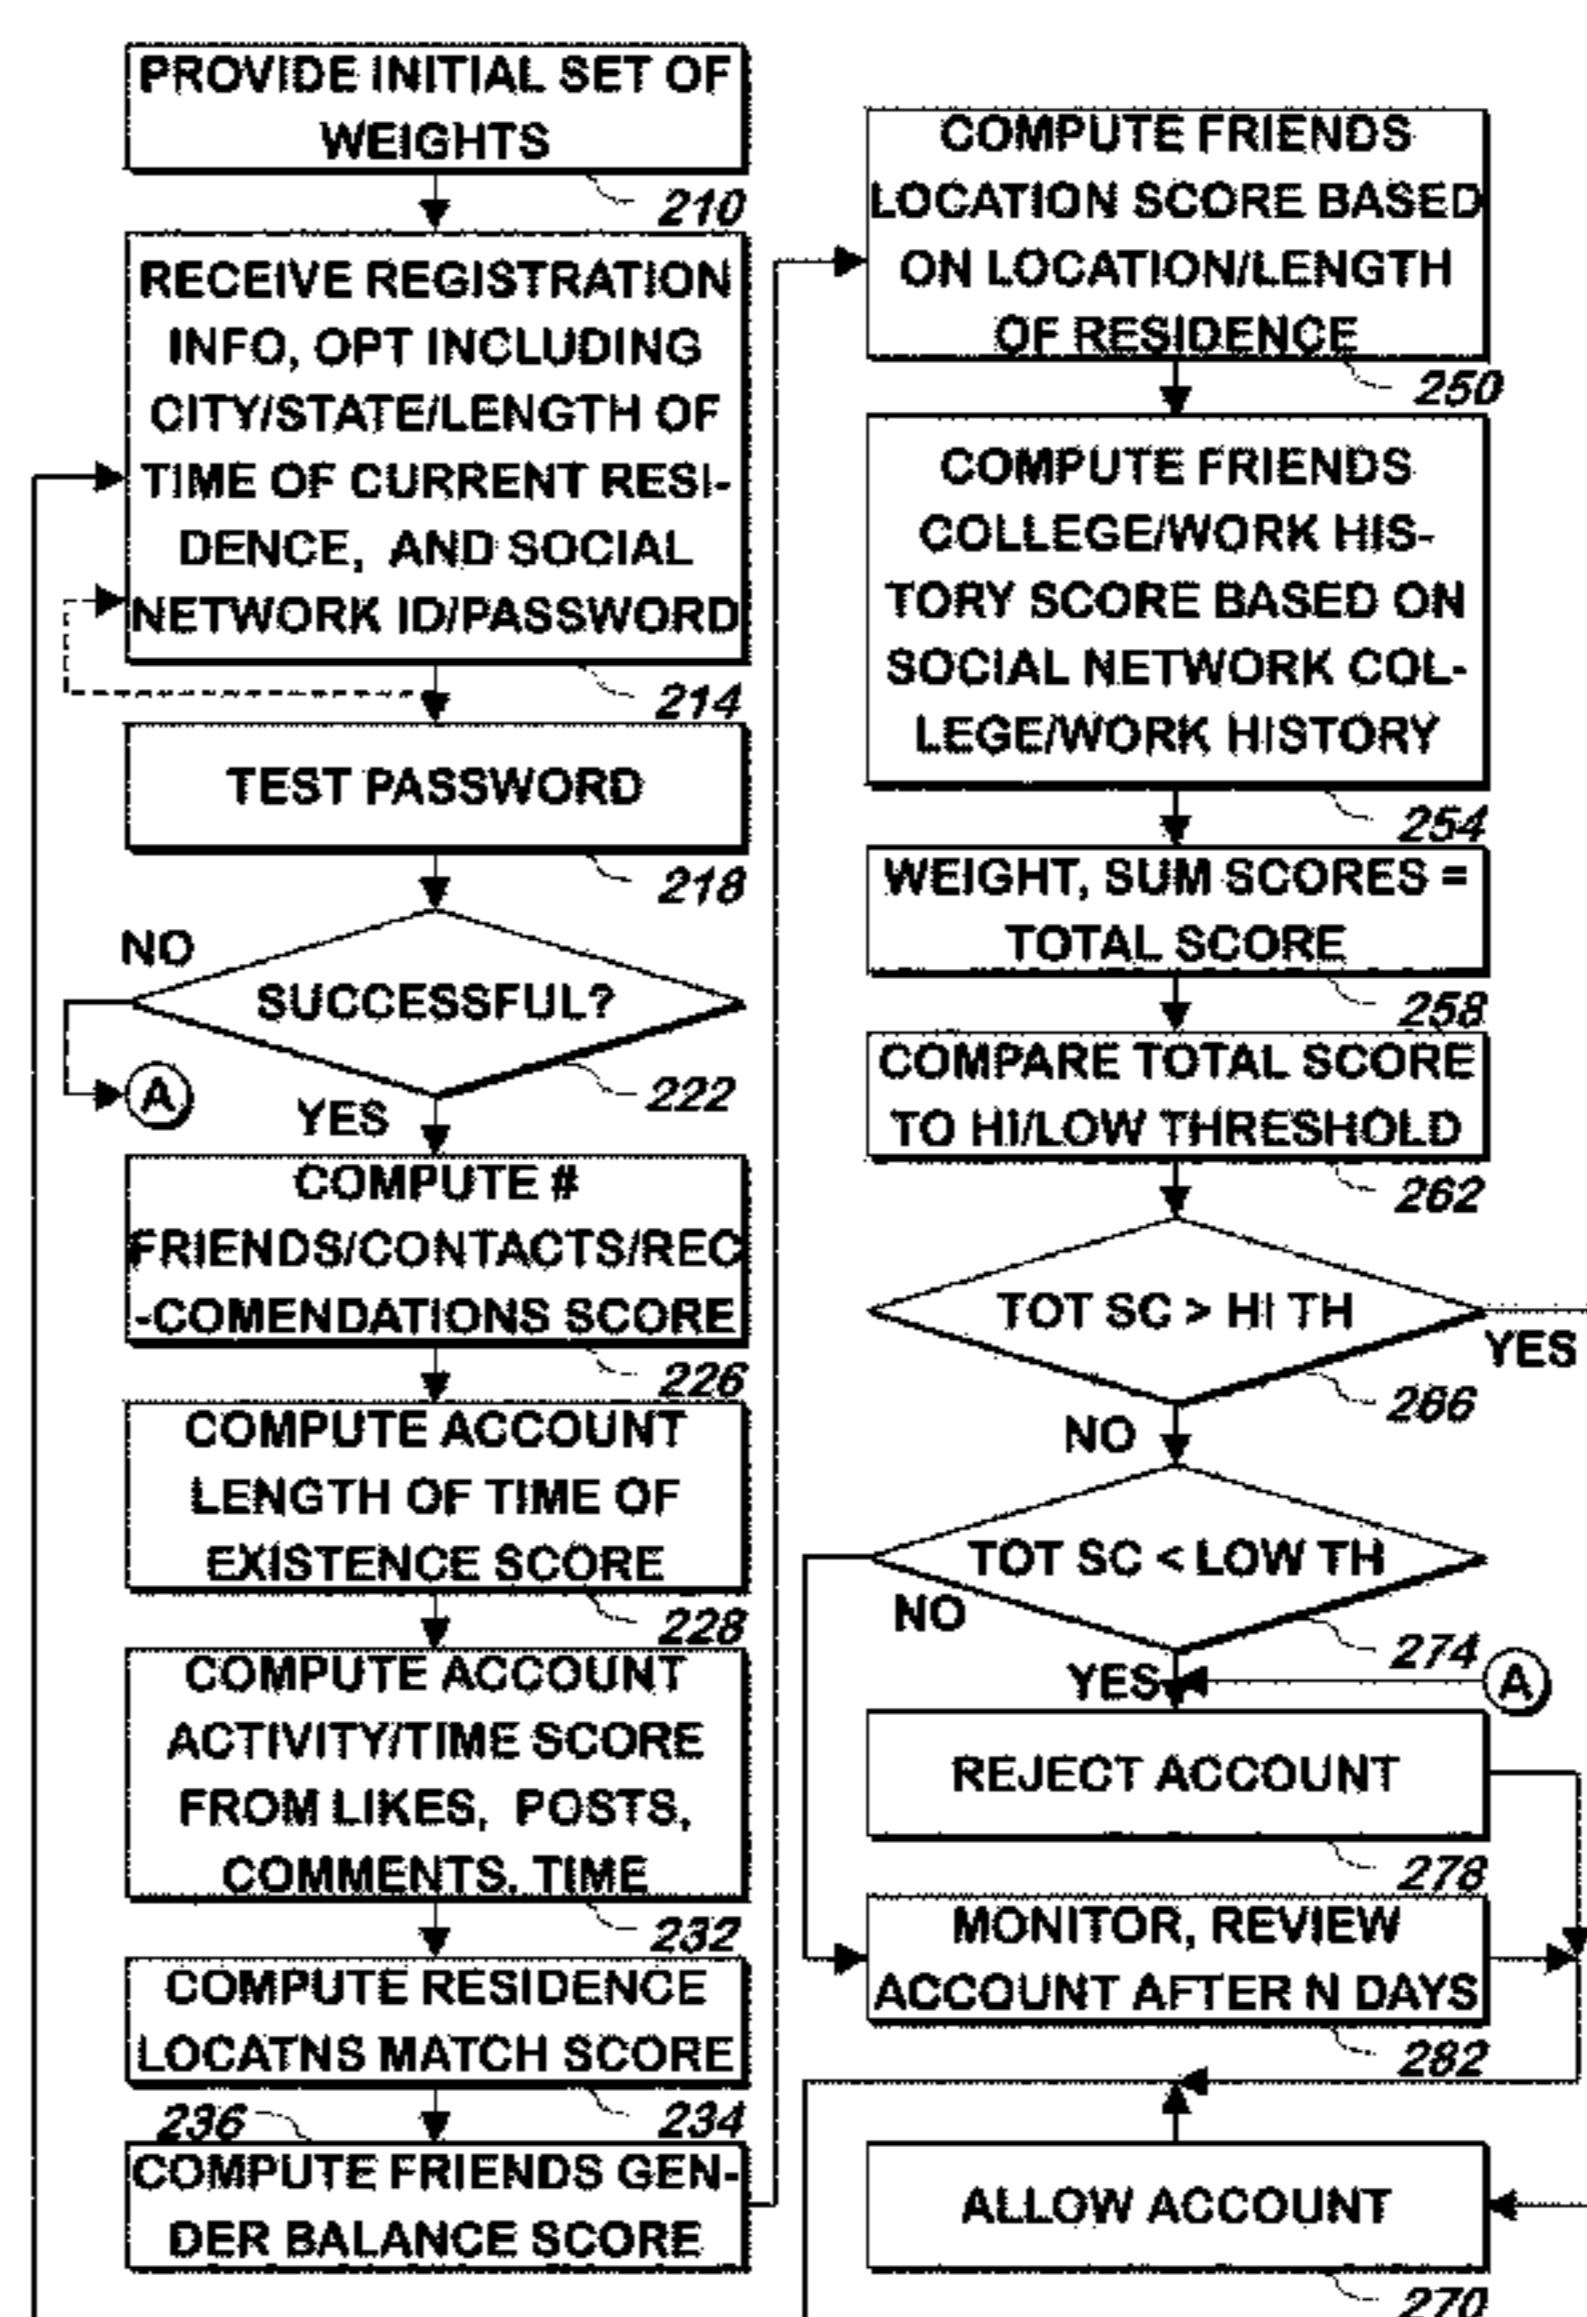 PROVIDE INITIAL SET OF
WEIGHTS
210
RECEIVE REGISTRATION
INFO, OPT INCLUDING
CITY/STATE/LENGTH OF
TIME OF CURRENT RESI-
DENCE, AND SOCIAL
NETWORK ID/PASSWORD
214
TEST PASSWORD
218
NO
SUCCESSFUL?
A
222
YES
COMPUTE #
FRIENDS/CONTACTS/REC
-COMENDATIONS SCORE
226
COMPUTE ACCOUNT
LENGTH OF TIME OF
EXISTENCE SCORE
228
COMPUTE ACCOUNT
ACTIVITY/TIME SCORE
FROM LIKES, POSTS,
COMMENTS, TIME
232
COMPUTE RESIDENCE
LOCATNS MATCH SCORE
234
236
COMPUTE FRIENDS GEN-
DER BALANCE SCORE
COMPUTE FRIENDS
LOCATION SCORE BASED
ON LOCATION/LENGTH
OF RESIDENCE
250
COMPUTE FRIENDS
COLLEGE/WORK HIS-
TORY SCORE BASED ON
SOCIAL NETWORK COL-
LEGE/WORK HISTORY
254
WEIGHT, SUM SCORES =
TOTAL SCORE
258
COMPARE TOTAL SCORE
TO HI/LOW THRESHOLD
262
TOT SC > HI TH
YES
266
NO
TOT SC < LOW TH
NO
274
YES
A
REJECT ACCOUNT
278
MONITOR, REVIEW
ACCOUNT AFTER N DAYS
282
ALLOW ACCOUNT
270